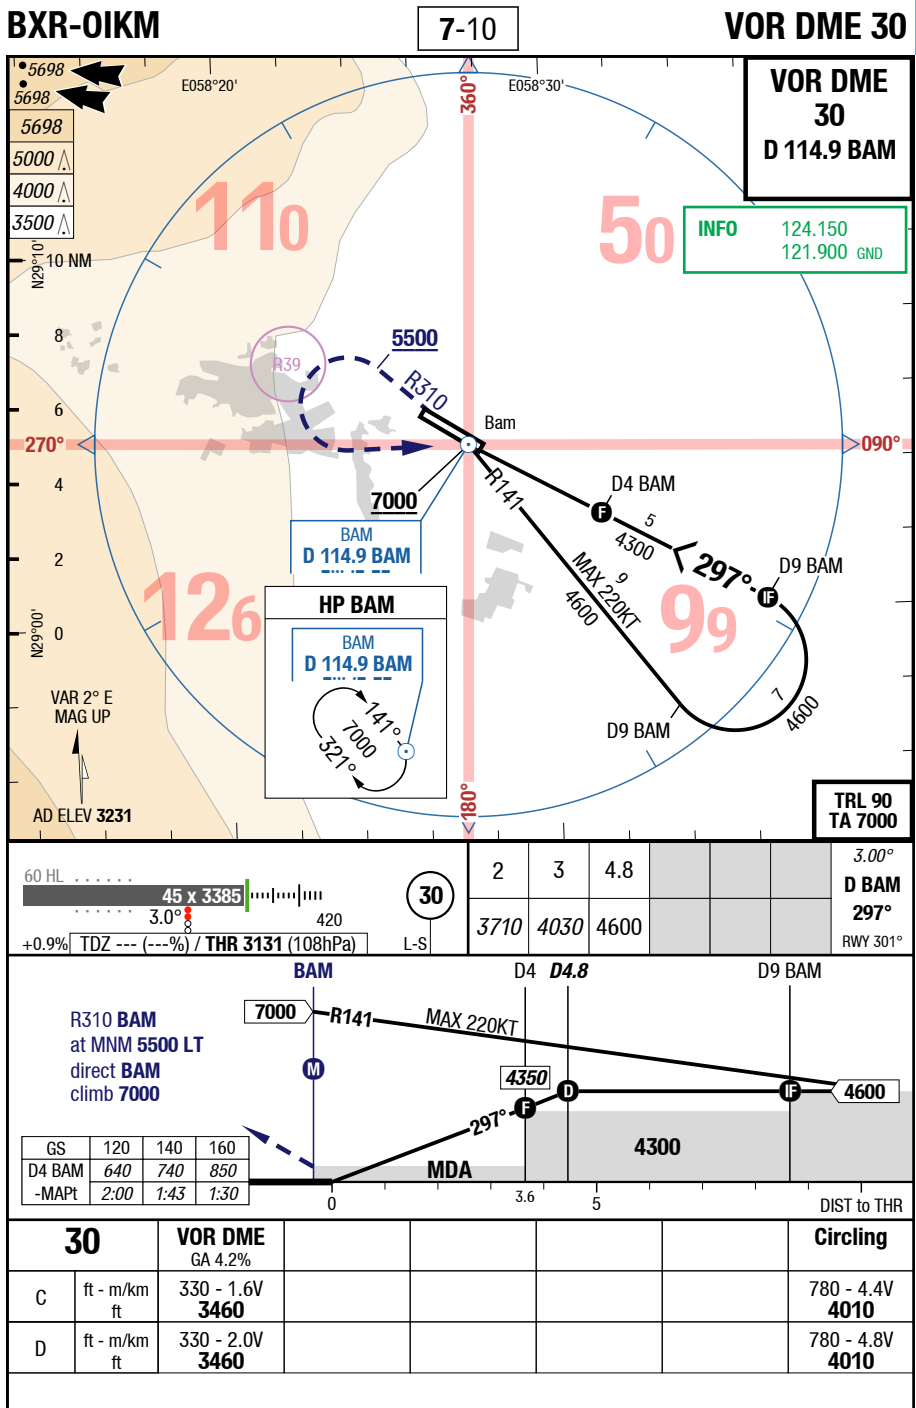 BXR-OIKM
7-10
VOR DME 30
5698
5698
5698
5000
4000
3500
E058°20'
E058°30'
360°
VOR DME
30
D 114.9 BAM
INFO 124.150
121.900 GND
110
50
N29°10'
10 NM
8
6
4
2
0
N29°00'
R39
5500
R310
Bam
270°
090°
7000
R141
D4 BAM
5
4300
297°
D9 BAM
BAM
D 114.9 BAM
9
MAX 220KT
4600
126
99
HP BAM
BAM
D 114.9 BAM
141°
7000
321°
D9 BAM
7
4600
VAR 2° E
MAG UP
AD ELEV 3231
180°
TRL 90
TA 7000
60 HL
45 x 3385
3.0°
420
+0.9%
TDZ --- (---%) / THR 3131 (108hPa)
30
L-S
2 3 4.8
3710 4030 4600
3.00°
D BAM
297°
RWY 301°
BAM
D4 D4.8 D9 BAM
R310 BAM
at MNM 5500 LT
direct BAM
climb 7000
7000
R141
MAX 220KT
M
4350
F
D
IF
4600
297°
4300
MDA
GS 120 140 160
D4 BAM 640 740 850
-MAPt 2:00 1:43 1:30
0
3.6
5
DIST to THR
30
VOR DME
GA 4.2%
Circling
C
ft - m/km
ft
330 - 1.6V
3460
780 - 4.4V
4010
D
ft - m/km
ft
330 - 2.0V
3460
780 - 4.8V
4010